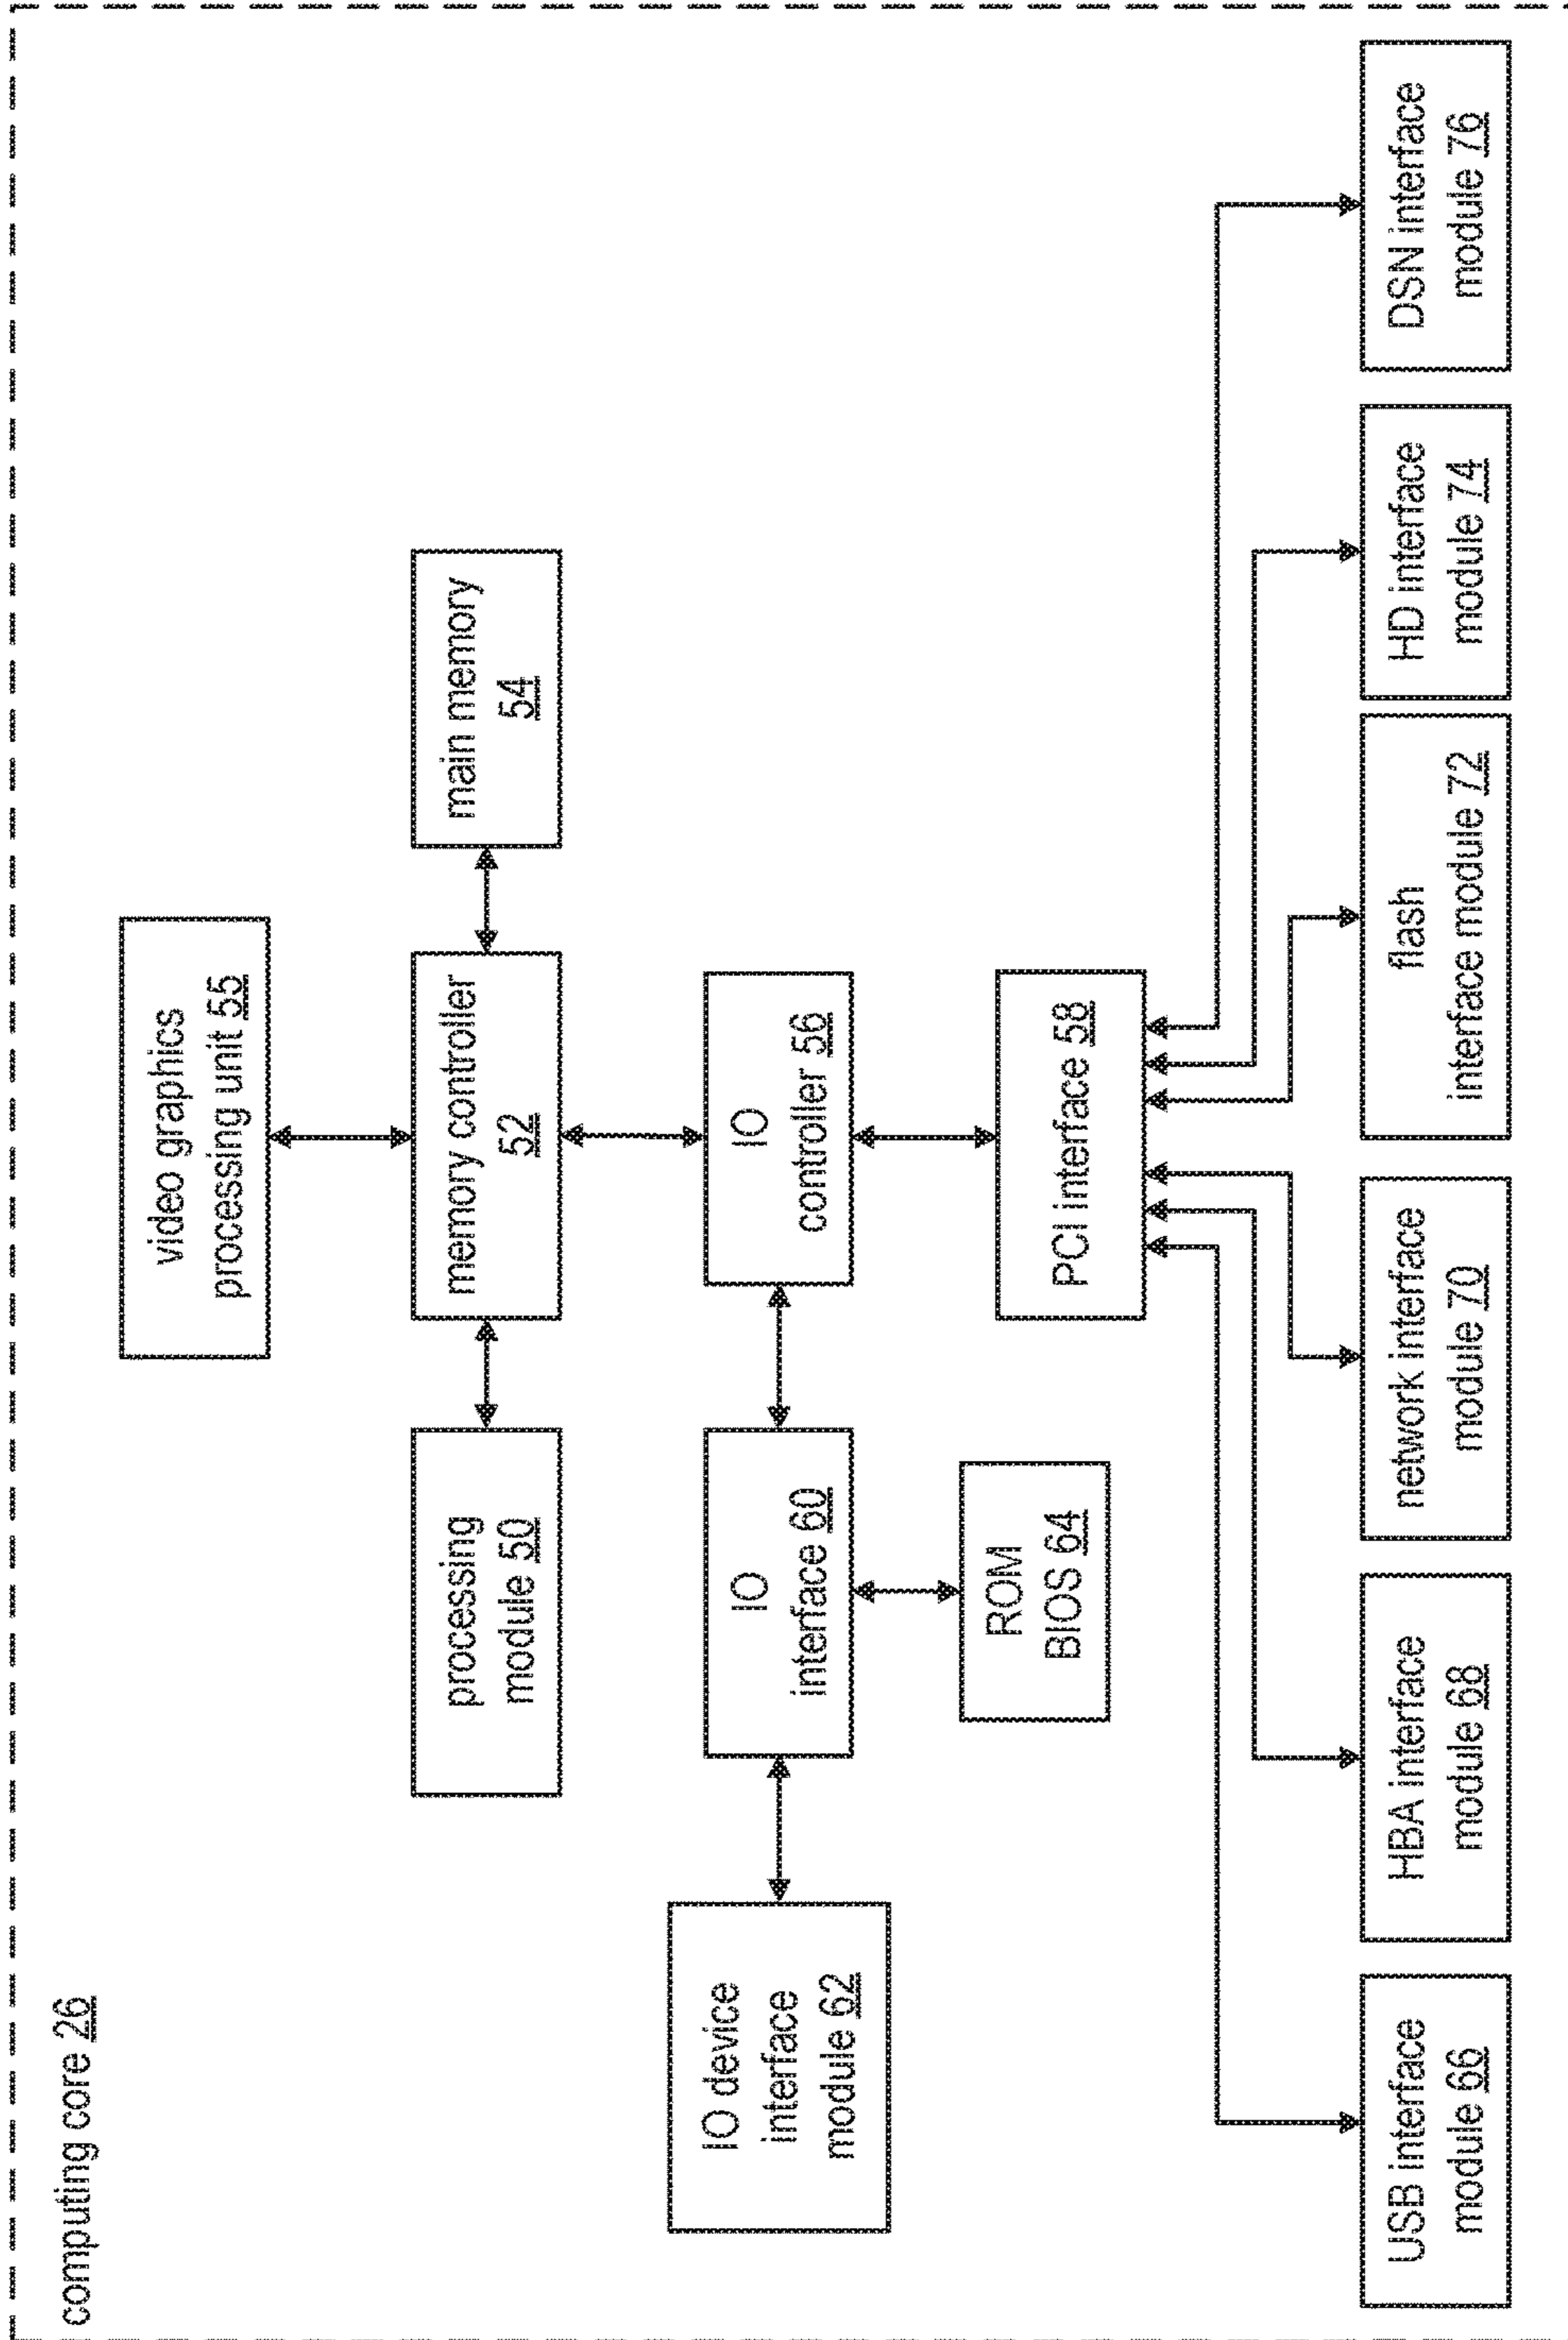 computing core 26
video graphics
processing unit 55
processing
module 50
memory controller
52
main memory
54
IO device
interface
module 62
IO
interface 60
IO
controller 56
ROM
BIOS 64
PCI interface 58
USB interface
module 66
HBA interface
module 68
network interface
module 70
flash
interface module 72
HD interface
module 74
DSN interface
module 76